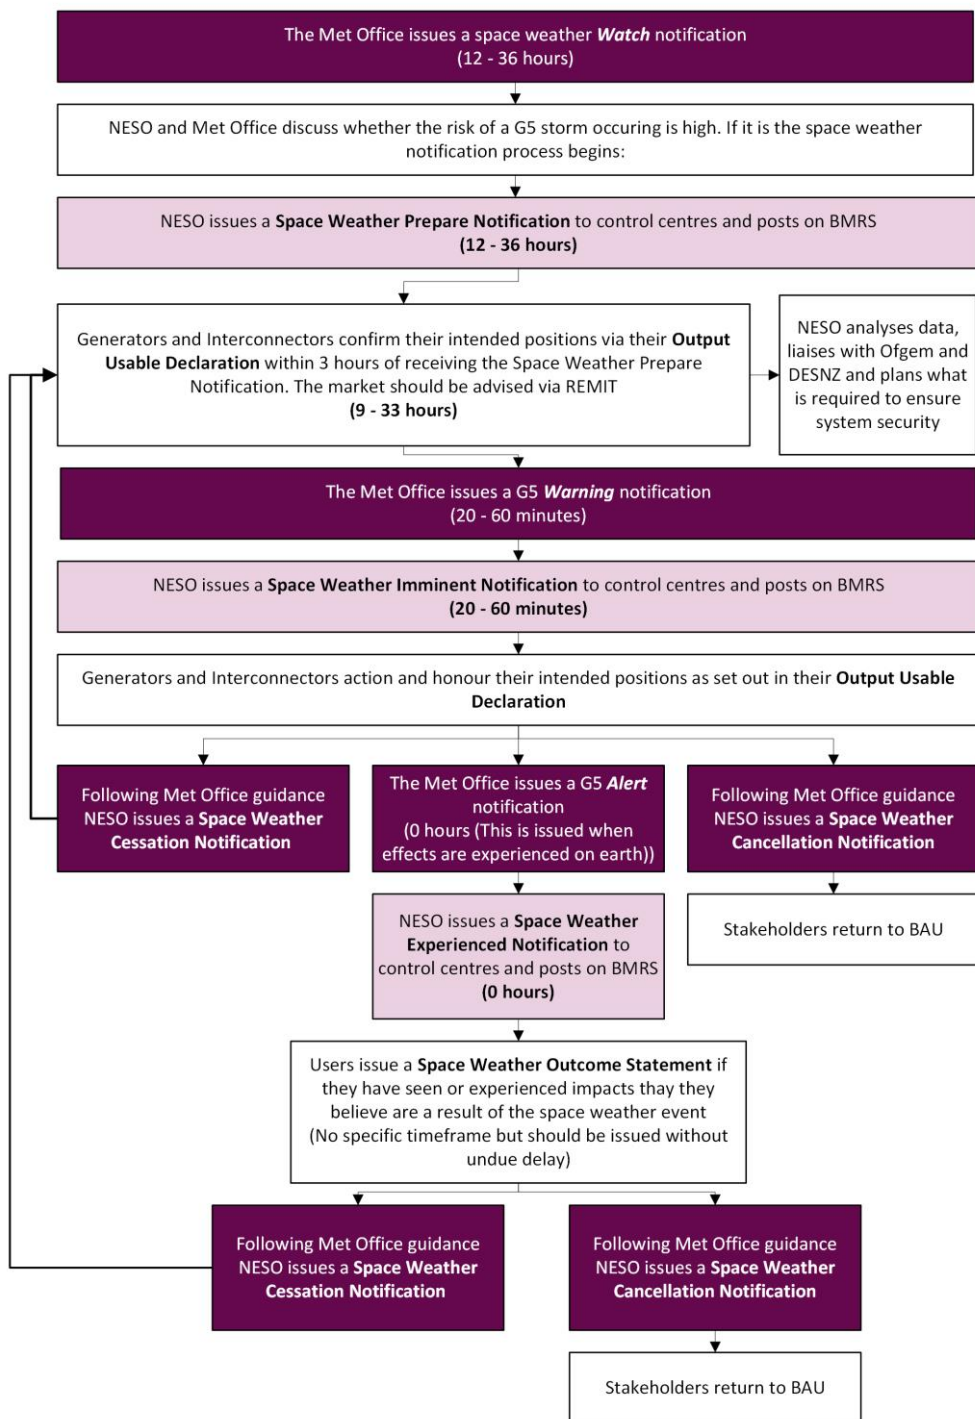 The Met Office issues a space weather Watch notification
(12 - 36 hours)
NESO and Met Office discuss whether the risk of a G5 storm occuring is high. If it is the space weather
notification process begins:
NESO issues a Space Weather Prepare Notification to control centres and posts on BMRS
(12 - 36 hours)
Generators and Interconnectors confirm their intended positions via their Output
Usable Declaration within 3 hours of receiving the Space Weather Prepare
Notification. The market should be advised via REMIT
(9 - 33 hours)
NESO analyses data,
liaises with Ofgem and
DESNZ and plans what
is required to ensure
system security
The Met Office issues a G5 Warning notification
(20 - 60 minutes)
NESO issues a Space Weather Imminent Notification to control centres and posts on BMRS
(20 - 60 minutes)
Generators and Interconnectors action and honour their intended positions as set out in their Output Usable
Declaration
Following Met Office guidance
NESO issues a Space Weather
Cessation Notification
The Met Office issues a G5 Alert
notification
(0 hours (This is issued when
effects are experienced on earth))
Following Met Office guidance
NESO issues a Space Weather
Cancellation Notification
NESO issues a Space Weather
Experienced Notification to
control centres and posts on BMRS
(0 hours)
Stakeholders return to BAU
Users issue a Space Weather Outcome Statement if
they have seen or experienced impacts thay they
believe are a result of the space weather event
(No specific timeframe but should be issued without
undue delay)
Following Met Office guidance
NESO issues a Space Weather
Cessation Notification
Following Met Office guidance
NESO issues a Space Weather
Cancellation Notification
Stakeholders return to BAU